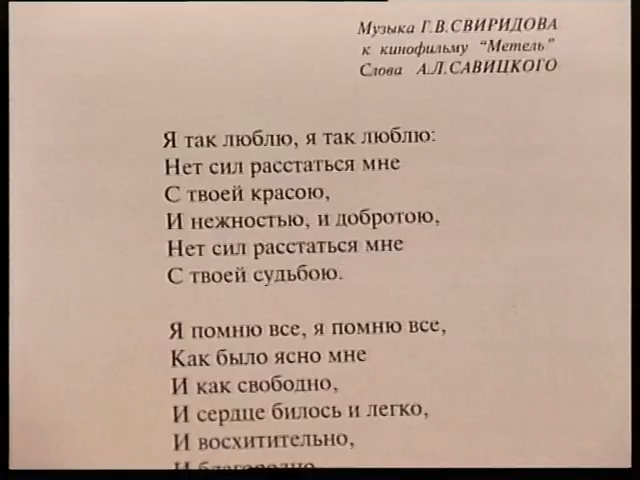 Музыка Г.В.СВИРИДОВА
к кинофильму "Метель"
Слова А.Л.САВИЦКОГО
Я так люблю, я так люблю:
Нет сил расстаться мне
С твоей красою,
И нежностью, и добротою,
Нет сил расстаться мне
С твоей судьбою.
Я помню все, я помню все,
Как было ясно мне
И как свободно,
И сердце билось и легко,
И восхитительно,
И благородно